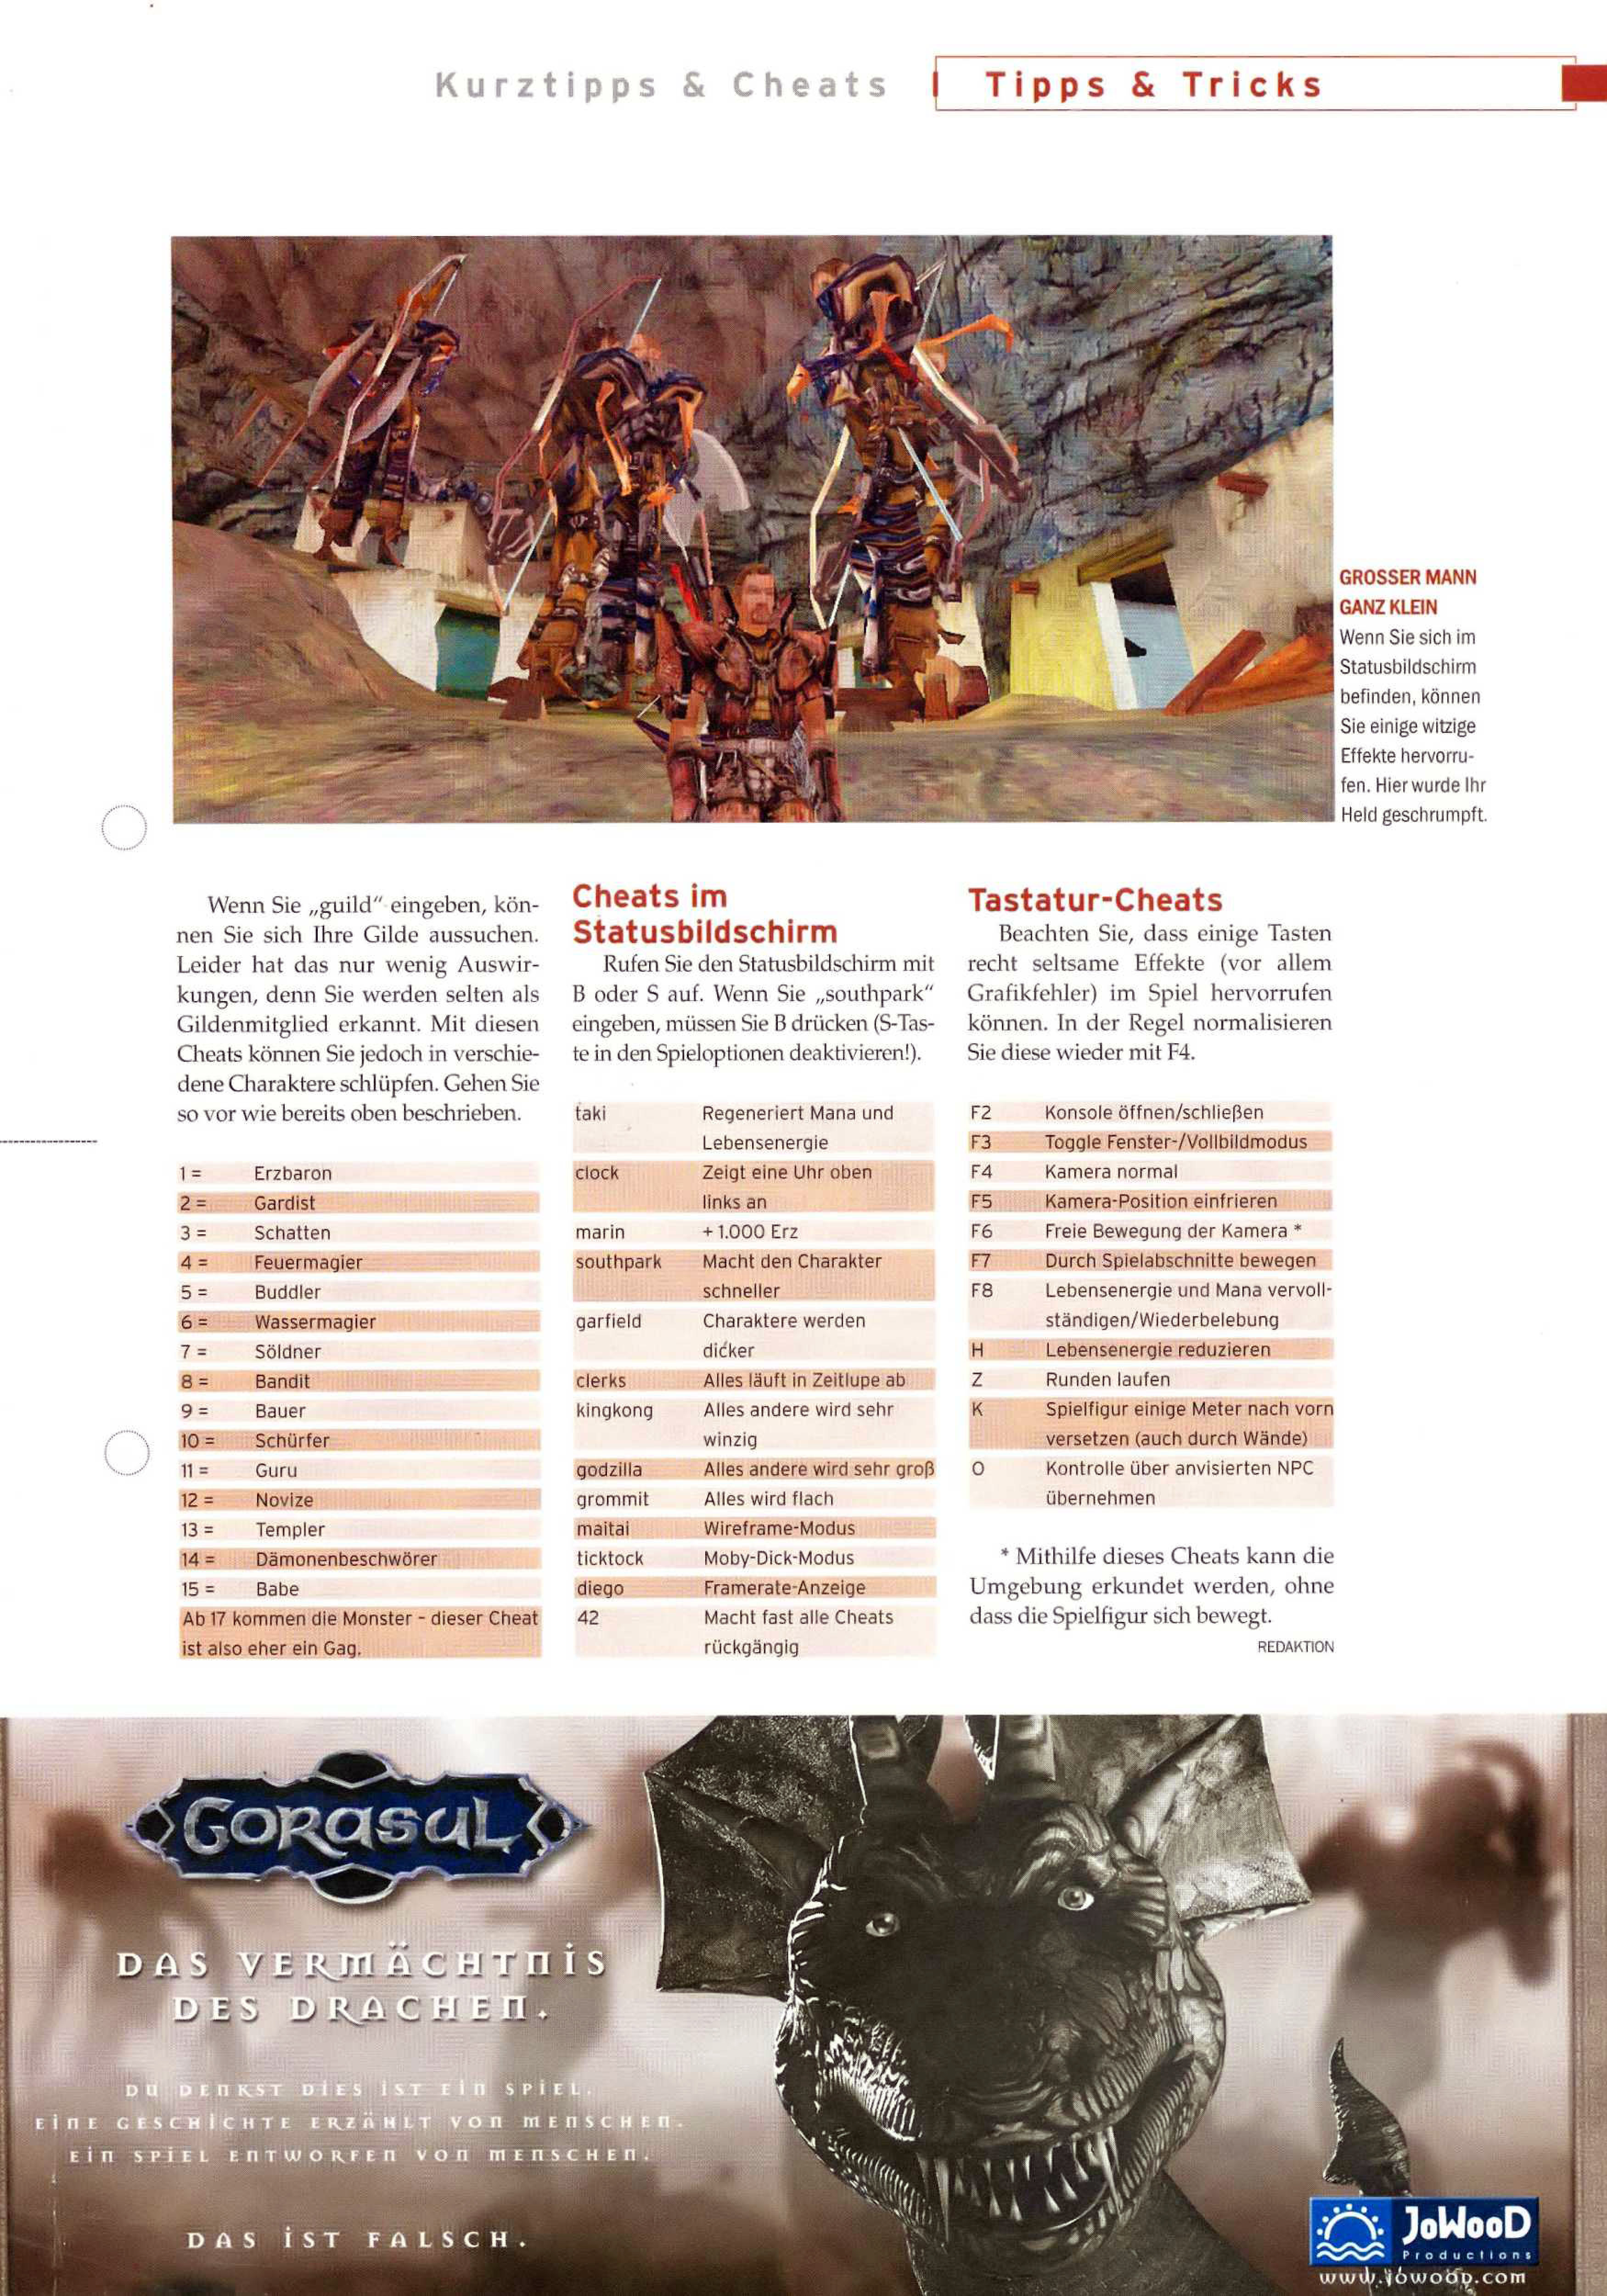 Kurztipps & Cheats | Tipps & Tricks
GROSSER MANN
GANZ KLEIN
Wenn Sie sich im
Statusbildschirm
befinden, können
Sie einige witzige
Effekte hervorru-
fen. Hier wurde Ihr
Held geschrumpft.
Wenn Sie „guild“ eingeben, kön-
nen Sie sich Ihre Gilde aussuchen.
Leider hat das nur wenig Auswir-
kungen, denn Sie werden selten als
Gildenmitglied erkannt. Mit diesen
Cheats können Sie jedoch in verschie-
dene Charaktere schlüpfen. Gehen Sie
so vor wie bereits oben beschrieben.
1 = Erzbaron
2 = Gardist
3 = Schatten
4 = Feuermagier
5 = Buddler
6 = Wassermagier
7 = Söldner
8 = Bandit
9 = Bauer
10 = Schürfer
11 = Guru
12 = Novize
13 = Templer
14 = Dämonenbeschwörer
15 = Babe
Ab 17 kommen die Monster – dieser Cheat
ist also eher ein Gag.
Cheats im
Statusbildschirm
Rufen Sie den Statusbildschirm mit
B oder S auf. Wenn Sie „southpark“
eingeben, müssen Sie B drücken (S-Tas-
te in den Spieloptionen deaktivieren!).
taki Regeneriert Mana und
Lebensenergie
clock Zeigt eine Uhr oben
links an
marin + 1.000 Erz
southpark Macht den Charakter
schneller
garfield Charaktere werden
dicker
clerks Alles läuft in Zeitlupe ab
kingkong Alles andere wird sehr
winzig
godzilla Alles andere wird sehr groß
grommit Alles wird flach
maitai Wireframe-Modus
ticktock Moby-Dick-Modus
diego Framerate-Anzeige
42 Macht fast alle Cheats
rückgängig
Tastatur-Cheats
Beachten Sie, dass einige Tasten
recht seltsame Effekte (vor allem
Grafikfehler) im Spiel hervorrufen
können. In der Regel normalisieren
Sie diese wieder mit F4.
F2 Konsole öffnen/schließen
F3 Toggle Fenster-/Vollbildmodus
F4 Kamera normal
F5 Kamera-Position einfrieren
F6 Freie Bewegung der Kamera *
F7 Durch Spielabschnitte bewegen
F8 Lebensenergie und Mana vervoll-
ständigen/Wiederbelebung
H Lebensenergie reduzieren
Z Runden laufen
K Spielfigur einige Meter nach vorn
versetzen (auch durch Wände)
O Kontrolle über anvisierten NPC
übernehmen
* Mithilfe dieses Cheats kann die
Umgebung erkundet werden, ohne
dass die Spielfigur sich bewegt.
REDAKTION
GORASUL
DAS VERMÄCHTNIS
DES DRACHEN.
DU DENKST DIES IST EIN SPIEL.
EINE GESCHICHTE ERZÄHLT VON MENSCHEN.
EIN SPIEL ENTWORFEN VON MENSCHEN.
DAS IST FALSCH.
JoWooD
Productions
www.jowood.com